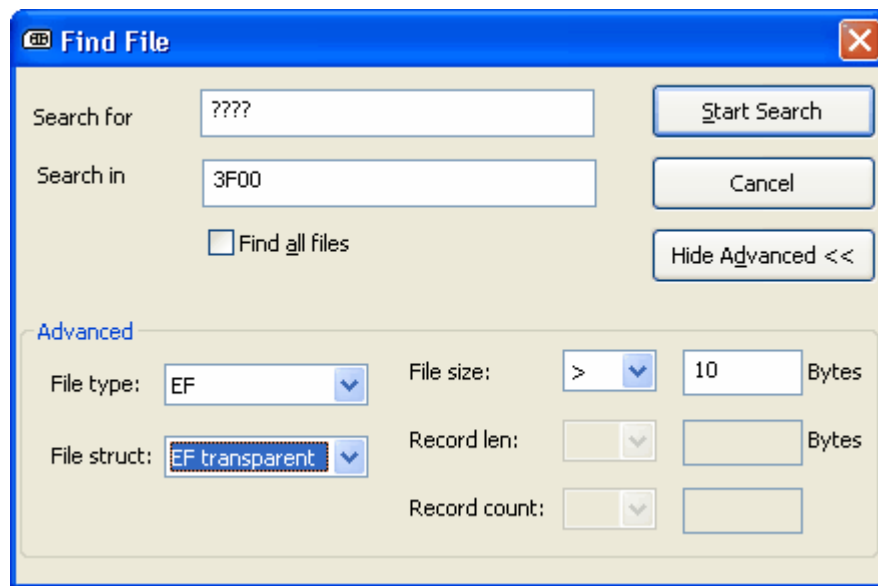 Find File
Search for ???? Start Search
Search in 3F00 Cancel
Find all files
Hide Advanced <<
Advanced
File type: EF File size: > 10 Bytes
File struct: EF transparent Record len: Bytes
Record count: